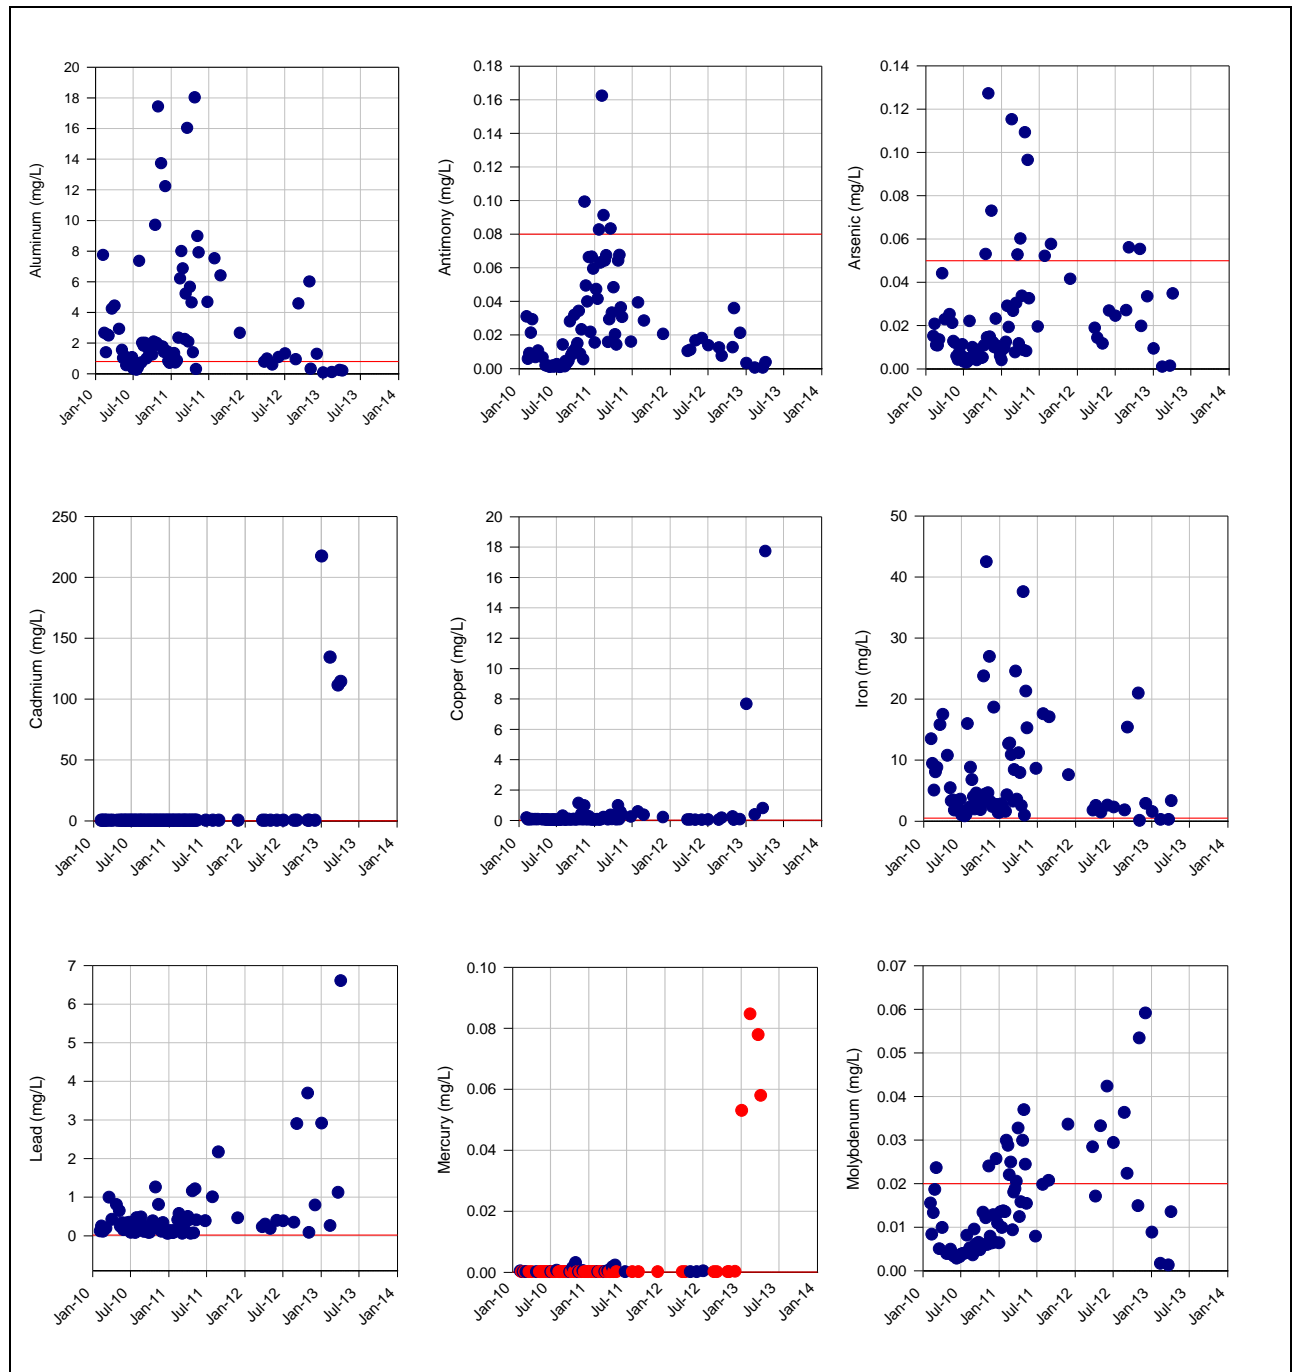 Aluminum (mg/L)
20
18
16
14
12
10
8
6
4
2
0
Jan-10
Jul-10
Jan-11
Jul-11
Jan-12
Jul-12
Jan-13
Jul-13
Jan-14
Antimony (mg/L)
0.18
0.16
0.14
0.12
0.10
0.08
0.06
0.04
0.02
0.00
Jan-10
Jul-10
Jan-11
Jul-11
Jan-12
Jul-12
Jan-13
Jul-13
Jan-14
Arsenic (mg/L)
0.14
0.12
0.10
0.08
0.06
0.04
0.02
0.00
Jan-10
Jul-10
Jan-11
Jul-11
Jan-12
Jul-12
Jan-13
Jul-13
Jan-14
Cadmium (mg/L)
250
200
150
100
50
0
Jan-10
Jul-10
Jan-11
Jul-11
Jan-12
Jul-12
Jan-13
Jul-13
Jan-14
Copper (mg/L)
20
18
16
14
12
10
8
6
4
2
0
Jan-10
Jul-10
Jan-11
Jul-11
Jan-12
Jul-12
Jan-13
Jul-13
Jan-14
Iron (mg/L)
50
40
30
20
10
0
Jan-10
Jul-10
Jan-11
Jul-11
Jan-12
Jul-12
Jan-13
Jul-13
Jan-14
Lead (mg/L)
7
6
5
4
3
2
1
0
Jan-10
Jul-10
Jan-11
Jul-11
Jan-12
Jul-12
Jan-13
Jul-13
Jan-14
Mercury (mg/L)
0.10
0.08
0.06
0.04
0.02
0.00
Jan-10
Jul-10
Jan-11
Jul-11
Jan-12
Jul-12
Jan-13
Jul-13
Jan-14
Molybdenum (mg/L)
0.07
0.06
0.05
0.04
0.03
0.02
0.01
0.00
Jan-10
Jul-10
Jan-11
Jul-11
Jan-12
Jul-12
Jan-13
Jul-13
Jan-14